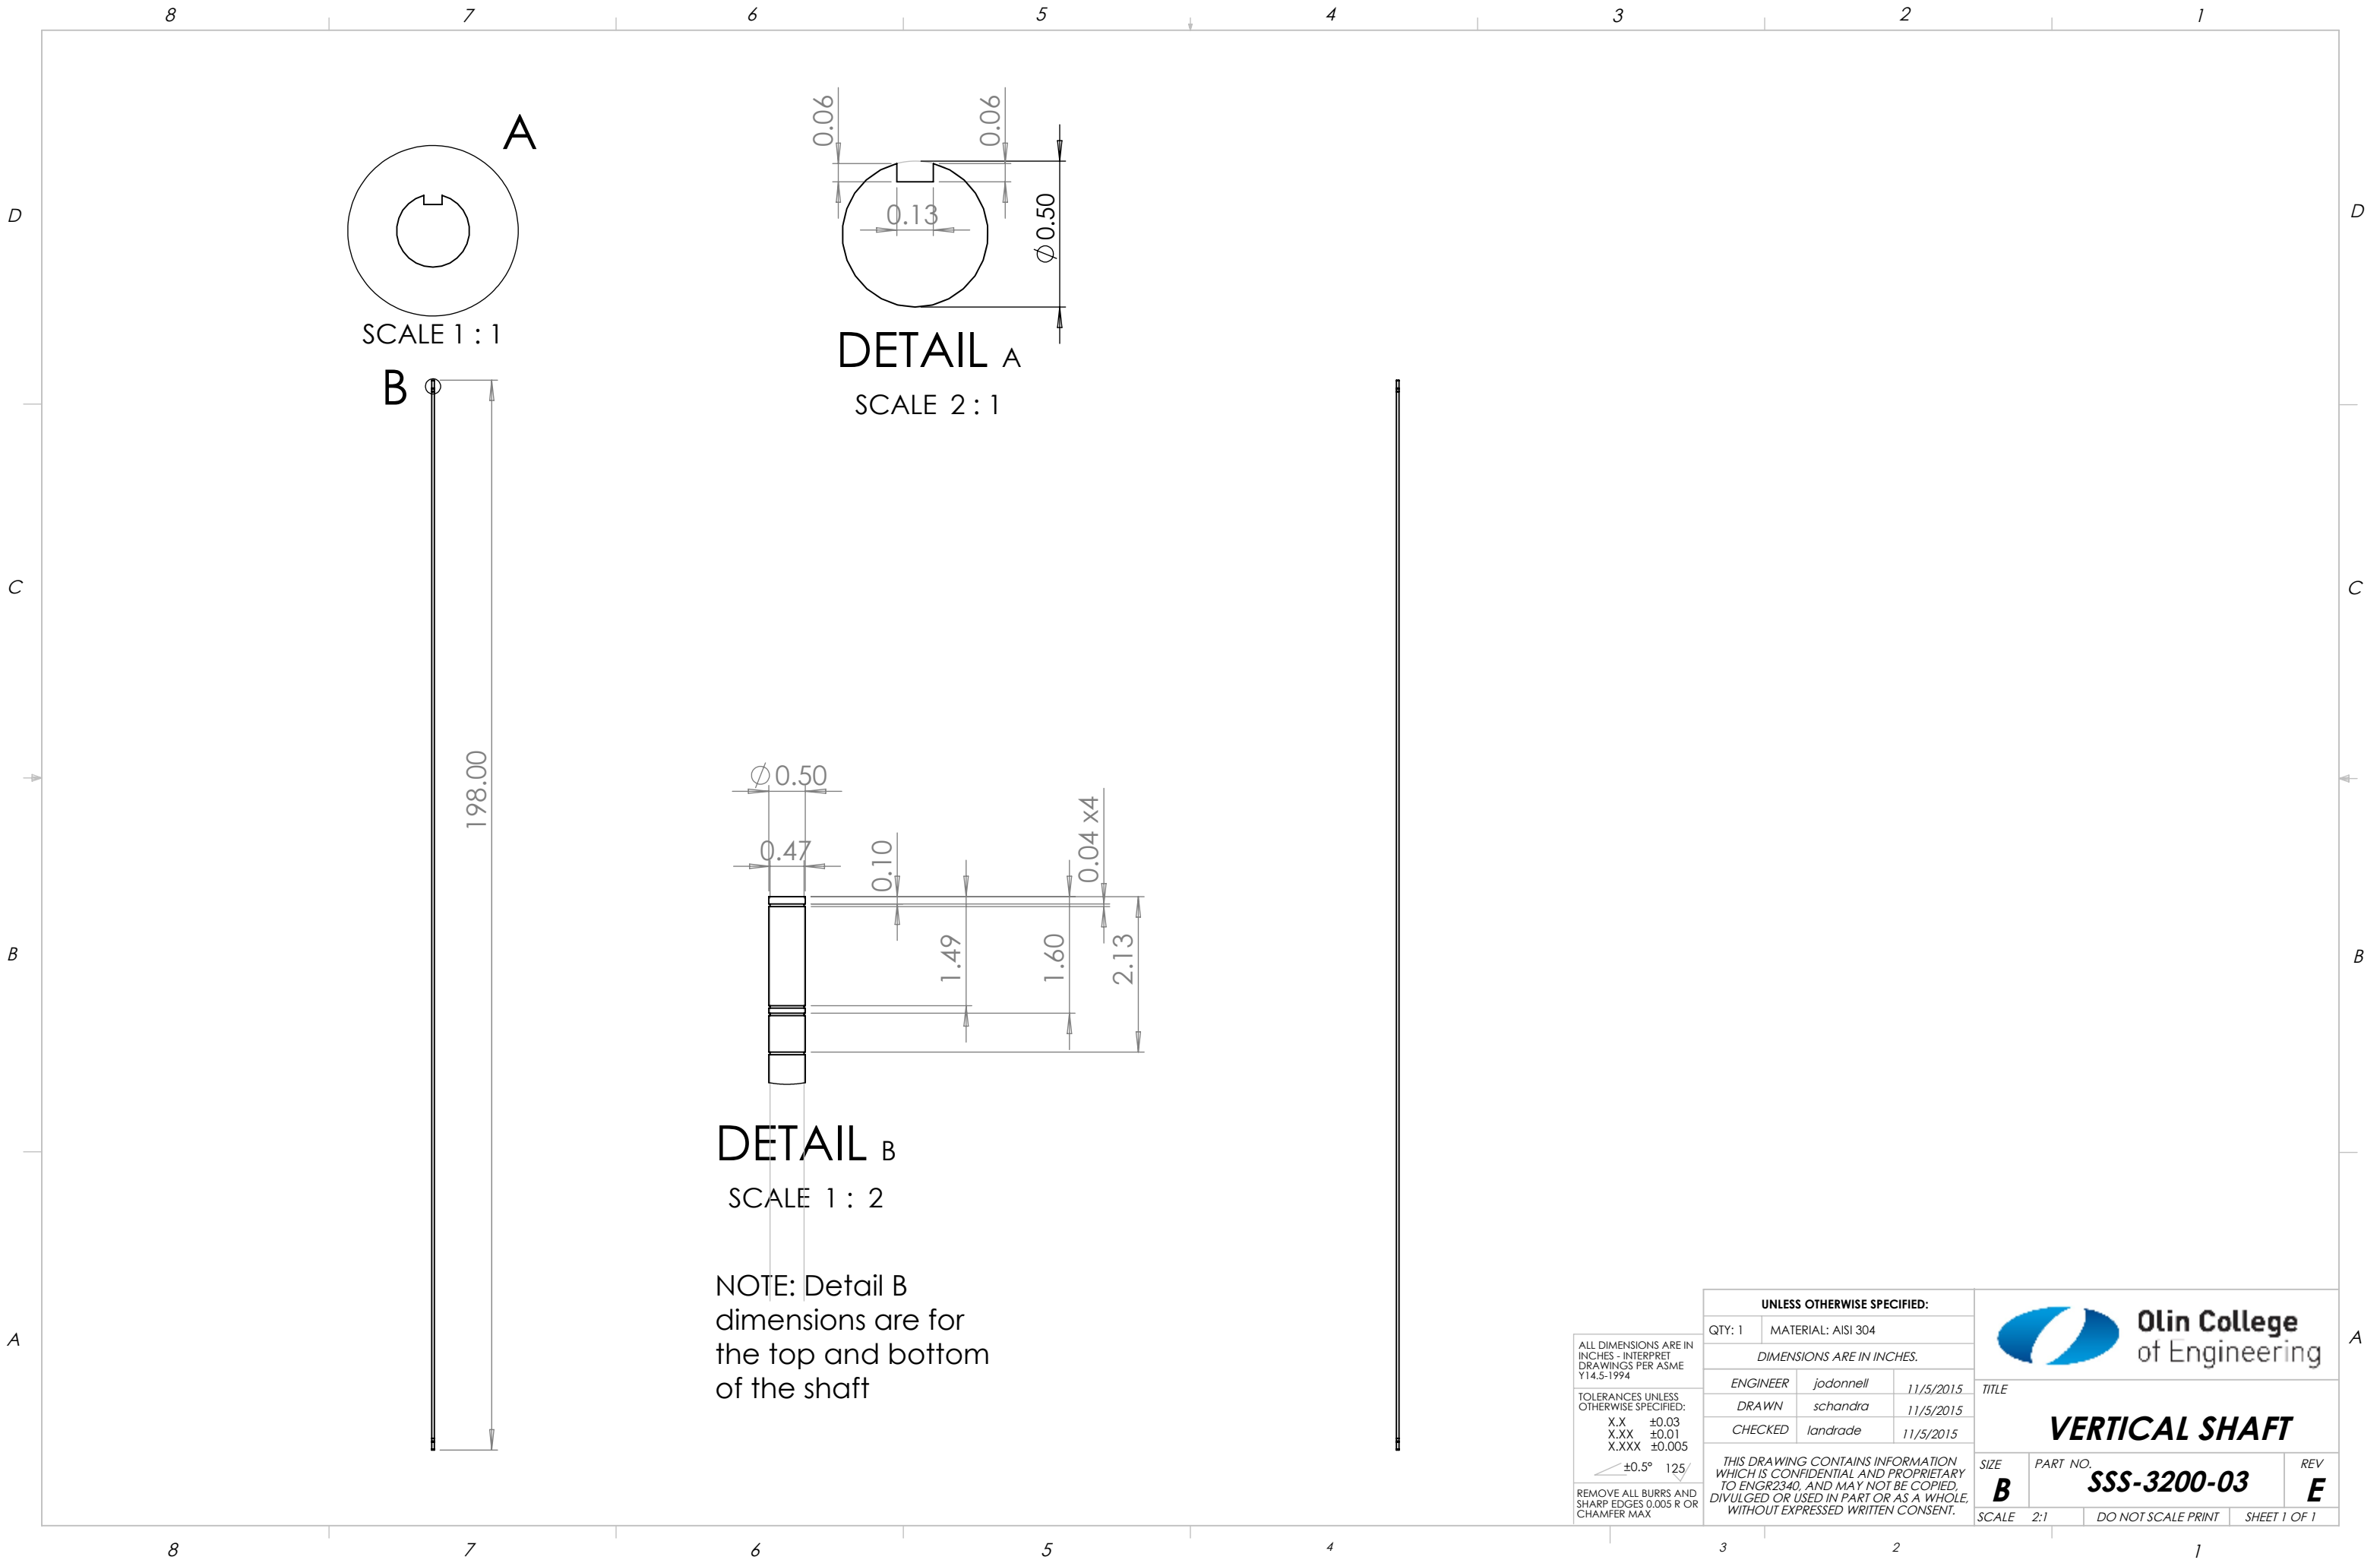 8 7 6 5 4 3 2 1
D
C
B
A
D
C
B
A
A
SCALE 1 : 1
0.06
0.06
0.13
∅0.50
DETAIL A
SCALE 2 : 1
B
198.00
∅0.50
0.47
0.10
1.49
1.60
0.04 x4
2.13
DETAIL B
SCALE 1 : 2
NOTE: Detail B
dimensions are for
the top and bottom
of the shaft
ALL DIMENSIONS ARE IN
INCHES - INTERPRET
DRAWINGS PER ASME
Y14.5-1994
TOLERANCES UNLESS
OTHERWISE SPECIFIED:
X.X ±0.03
X.XX ±0.01
X.XXX ±0.005
±0.5° 125
REMOVE ALL BURRS AND
SHARP EDGES 0.005 R OR
CHAMFER MAX
UNLESS OTHERWISE SPECIFIED:
QTY: 1 MATERIAL: AISI 304
DIMENSIONS ARE IN INCHES.
ENGINEER jodonnell 11/5/2015
DRAWN schandra 11/5/2015
CHECKED landrade 11/5/2015
THIS DRAWING CONTAINS INFORMATION
WHICH IS CONFIDENTIAL AND PROPRIETARY
TO ENGR2340, AND MAY NOT BE COPIED,
DIVULGED OR USED IN PART OR AS A WHOLE,
WITHOUT EXPRESSED WRITTEN CONSENT.
Olin College
of Engineering
TITLE
VERTICAL SHAFT
SIZE
B
PART NO.
SSS-3200-03
REV
E
SCALE 2:1
DO NOT SCALE PRINT
SHEET 1 OF 1
8 7 6 5 4 3 2 1